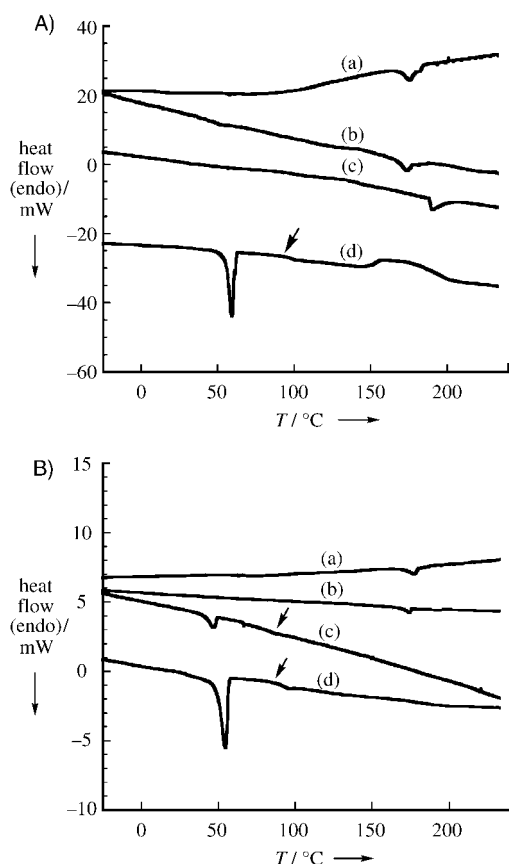 A)
40
20
0
−20
−40
−60
heat
flow
(endo)/
mW
(a)
(b)
(c)
(d)
0 50 100 150 200
T / °C
B)
15
10
5
0
−5
−10
heat
flow
(endo)/
mW
(a)
(b)
(c)
(d)
0 50 100 150 200
T / °C